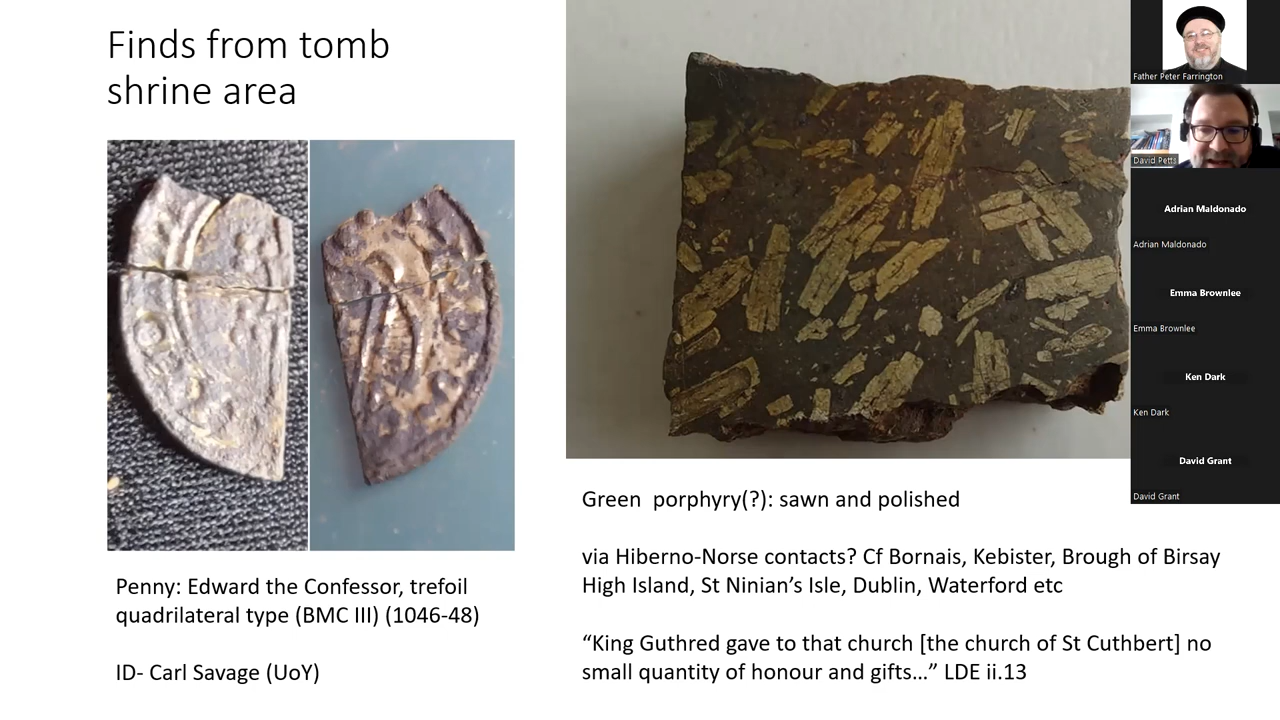 Finds from tomb
shrine area
Penny: Edward the Confessor, trefoil
quadrilateral type (BMC III) (1046-48)
ID- Carl Savage (UoY)
Green  porphyry(?): sawn and polished
via Hiberno-Norse contacts? Cf Bornais, Kebister, Brough of Birsay
High Island, St Ninian’s Isle, Dublin, Waterford etc
“King Guthred gave to that church [the church of St Cuthbert] no
small quantity of honour and gifts…” LDE ii.13
Father Peter Farrington
David Petts
Adrian Maldonado
Adrian Maldonado
Emma Brownlee
Emma Brownlee
Ken Dark
Ken Dark
David Grant
David Grant